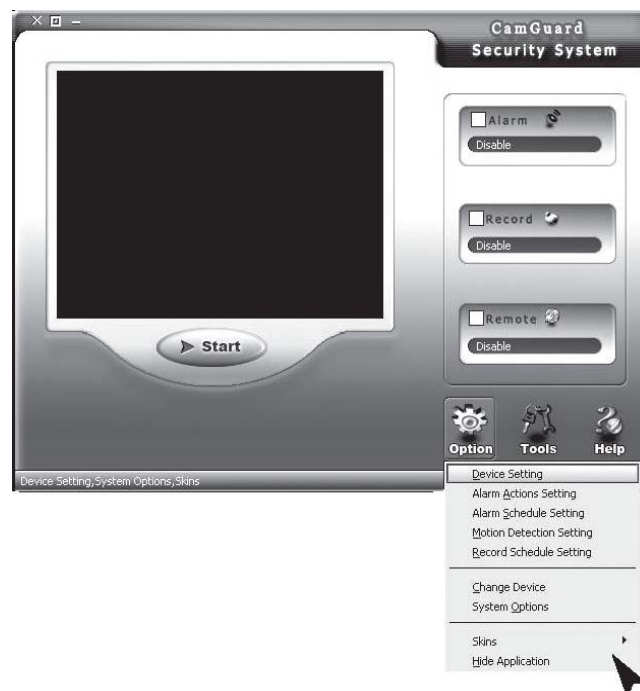 CamGuard
Security System
Alarm
Disable
Record
Disable
Remote
Disable
Start
Option
Tools
Help
Device Setting,System Options,Skins
Device Setting
Alarm Actions Setting
Alarm Schedule Setting
Motion Detection Setting
Record Schedule Setting
Change Device
System Options
Skins
Hide Application